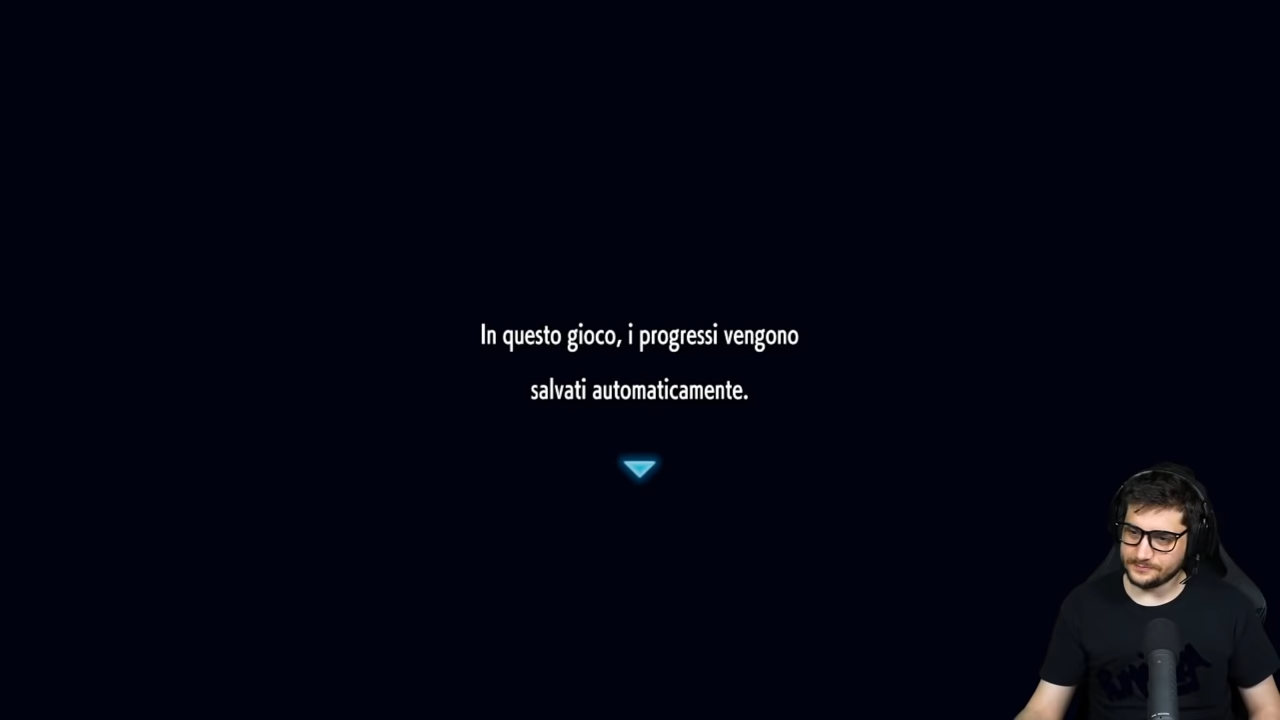 In questo gioco, i progressi vengono
salvati automaticamente.